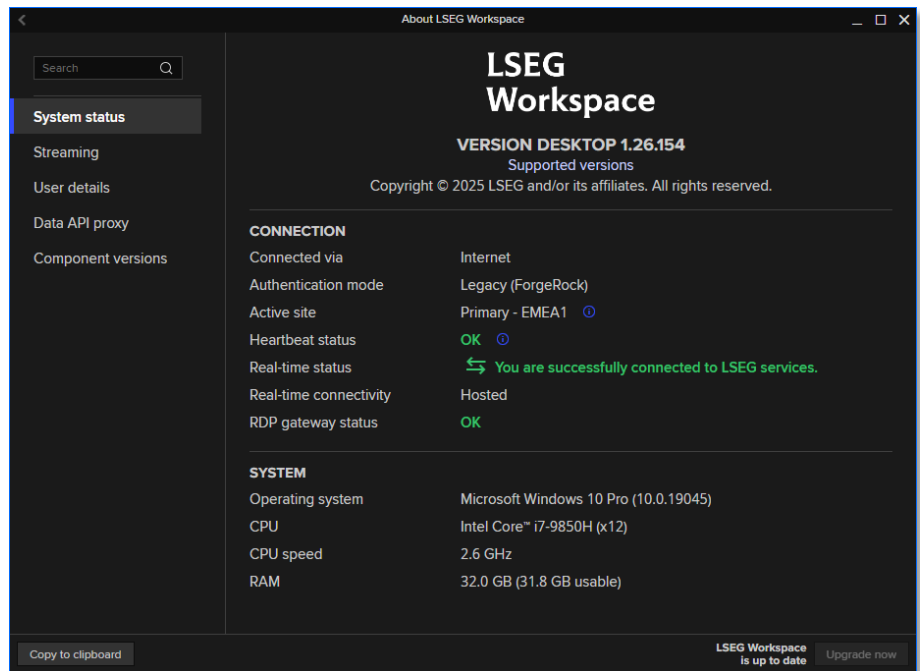 About LSEG Workspace
Search
System status
Streaming
User details
Data API proxy
Component versions
LSEG
Workspace
VERSION DESKTOP 1.26.154
Supported versions
Copyright © 2025 LSEG and/or its affiliates. All rights reserved.
CONNECTION
Connected via Internet
Authentication mode Legacy (ForgeRock)
Active site Primary - EMEA1
Heartbeat status OK
Real-time status You are successfully connected to LSEG services.
Real-time connectivity Hosted
RDP gateway status OK
SYSTEM
Operating system Microsoft Windows 10 Pro (10.0.19045)
CPU Intel Core™ i7-9850H (x12)
CPU speed 2.6 GHz
RAM 32.0 GB (31.8 GB usable)
Copy to clipboard
LSEG Workspace
is up to date
Upgrade now